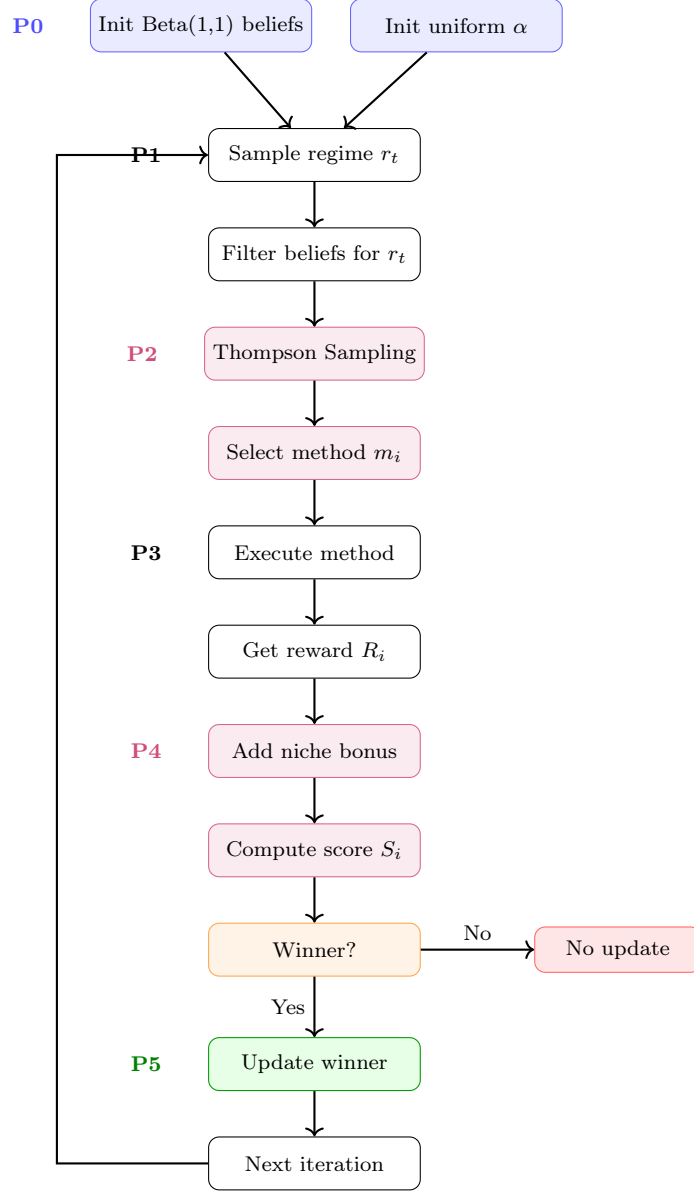 P0
Init Beta(1,1) beliefs
Init uniform α
P1
Sample regime r_t
Filter beliefs for r_t
P2
Thompson Sampling
Select method m_i
P3
Execute method
Get reward R_i
P4
Add niche bonus
Compute score S_i
Winner?
No
No update
Yes
P5
Update winner
Next iteration